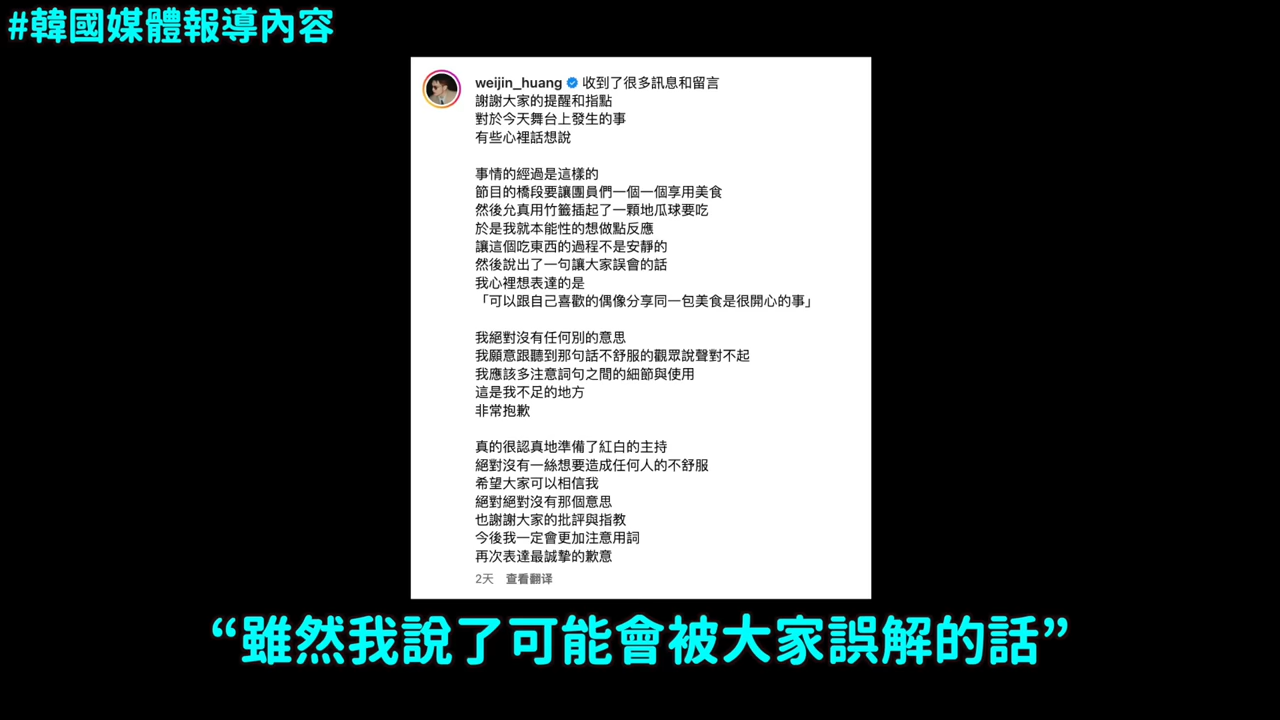 #韓國媒體報導內容
weijin_huang 收到了很多訊息和留言
謝謝大家的提醒和指點
對於今天舞台上發生的事
有些心裡話想說
事情的經過是這樣的
節目的橋段要讓團員們一個一個享用美食
然後允真用竹籤插起了一顆地瓜球要吃
於是我就本能性的想做點反應
讓這個吃東西的過程不是安靜的
然後說出了一句讓大家誤會的話
我心裡想表達的是
「可以跟自己喜歡的偶像分享同一包美食是很開心的事」
我絕對沒有任何別的意思
我願意跟聽到那句話不舒服的觀眾說聲對不起
我應該多注意詞句之間的細節與使用
這是我不足的地方
非常抱歉
真的很認真地準備了紅白的主持
絕對沒有一絲想要造成任何人的不舒服
希望大家可以相信我
絕對絕對沒有那個意思
也謝謝大家的批評與指教
今後我一定會更加注意用詞
再次表達最誠摯的歉意
2天 查看翻译
“雖然我說了可能會被大家誤解的話”